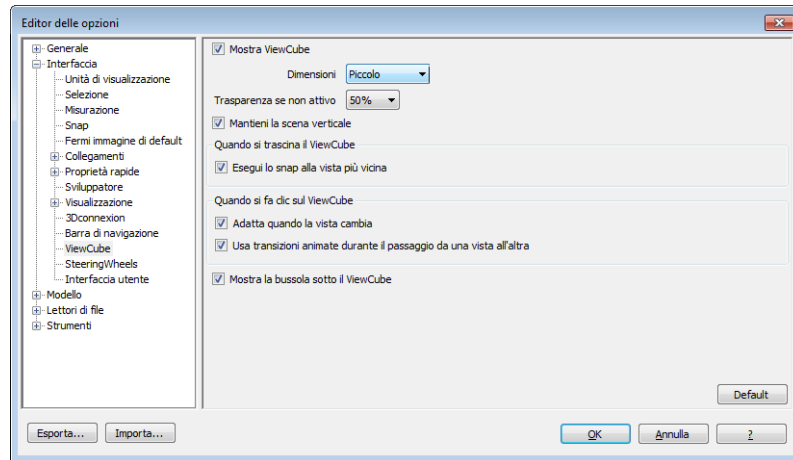 Editor delle opzioni
Generale
Interfaccia
Unità di visualizzazione
Selezione
Misurazione
Snap
Fermi immagine di default
Collegamenti
Proprietà rapide
Sviluppatore
Visualizzazione
3Dconnexion
Barra di navigazione
ViewCube
SteeringWheels
Interfaccia utente
Modello
Lettori di file
Strumenti
Mostra ViewCube
Dimensioni Piccolo
Trasparenza se non attivo 50%
Mantieni la scena verticale
Quando si trascina il ViewCube
Esegui lo snap alla vista più vicina
Quando si fa clic sul ViewCube
Adatta quando la vista cambia
Usa transizioni animate durante il passaggio da una vista all'altra
Mostra la bussola sotto il ViewCube
Default
Esporta... Importa... OK Annulla ?